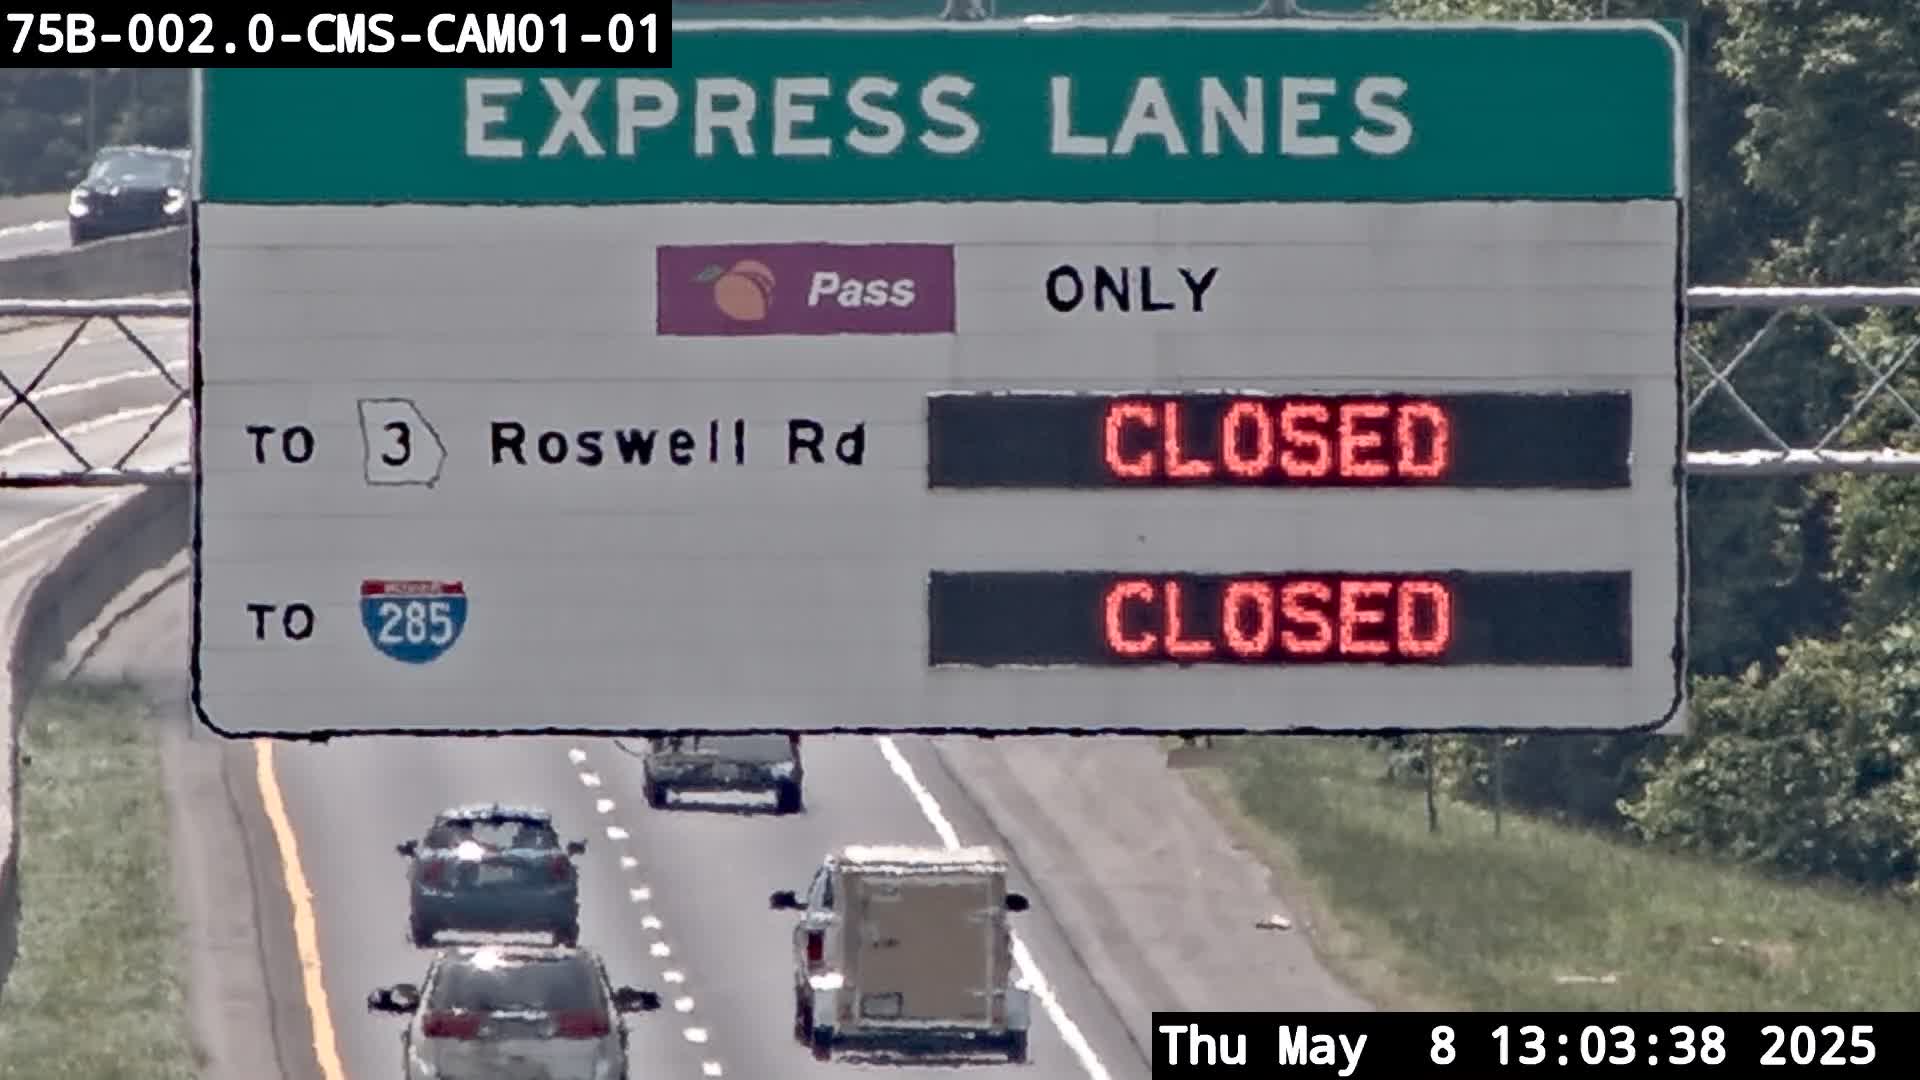 75B-002.0-CMS-CAM01-01
EXPRESS LANES
Pass ONLY
TO 3 Roswell Rd CLOSED
TO 285 CLOSED
Thu May 8 13:03:38 2025